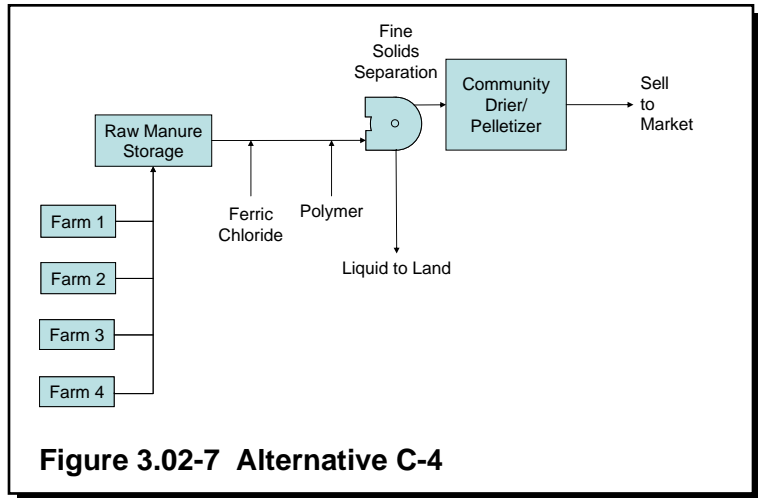 Fine
Solids
Separation
Community
Drier/
Pelletizer
Sell
to
Market
Raw Manure
Storage
Ferric
Chloride
Polymer
Liquid to Land
Farm 1
Farm 2
Farm 3
Farm 4
Figure 3.02-7 Alternative C-4